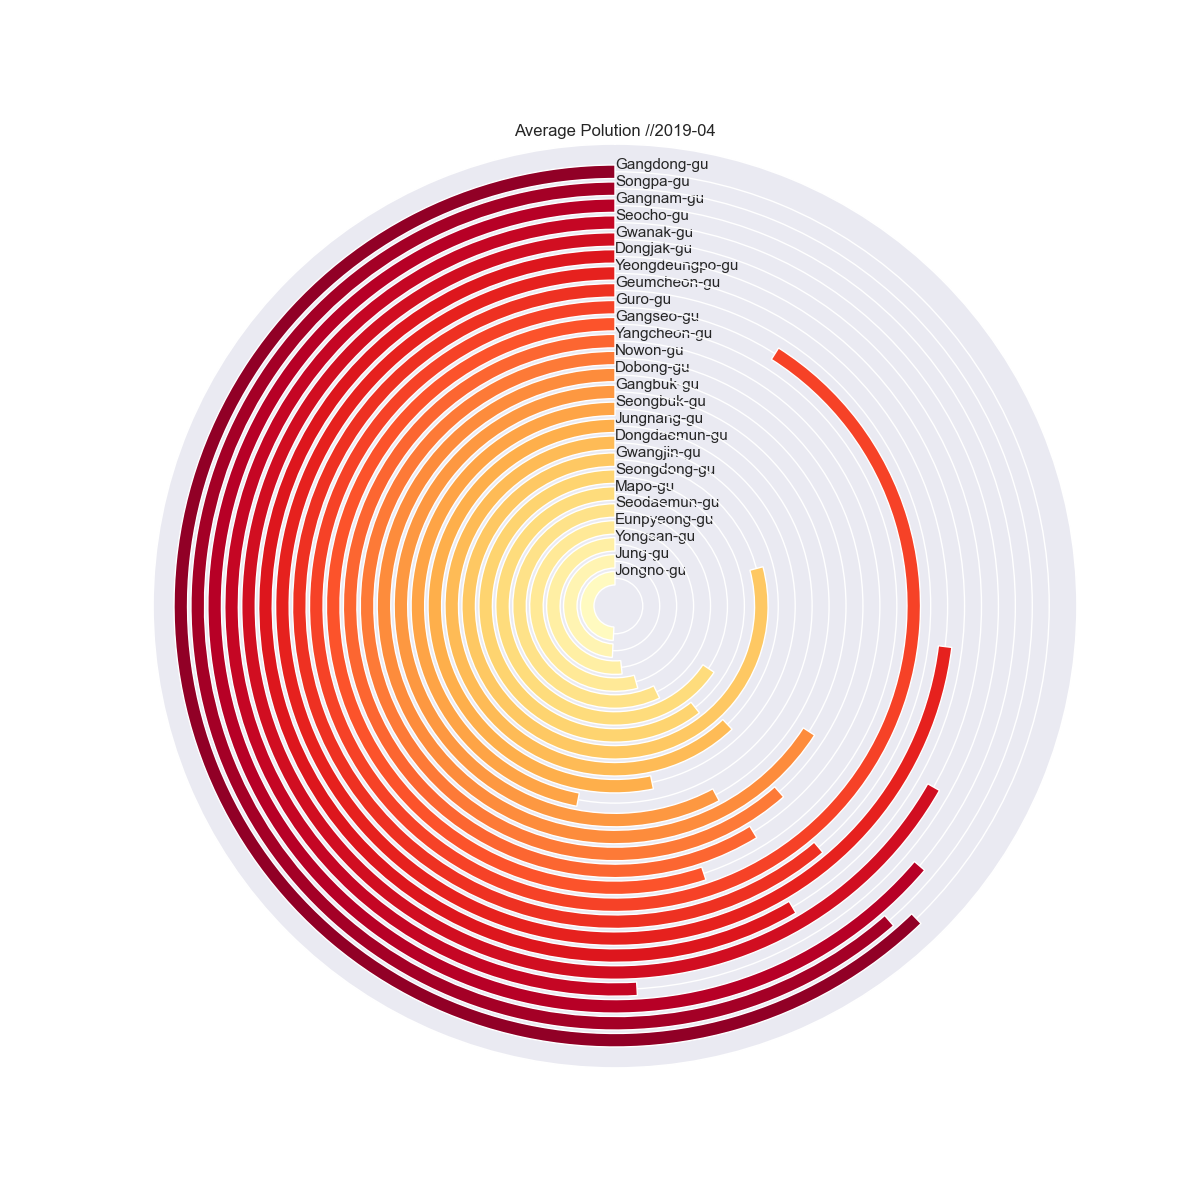 Average Polution //2019-04
Gangdong-gu
Songpa-gu
Gangnam-gu
Seocho-gu
Gwanak-gu
Dongjak-gu
Yeongdeungpo-gu
Geumcheon-gu
Guro-gu
Gangseo-gu
Yangcheon-gu
Nowon-gu
Dobong-gu
Gangbuk-gu
Seongbuk-gu
Jungnang-gu
Dongdaemun-gu
Gwangjin-gu
Seongdong-gu
Mapo-gu
Seodaemun-gu
Eunpyeong-gu
Yongsan-gu
Jung-gu
Jongno-gu